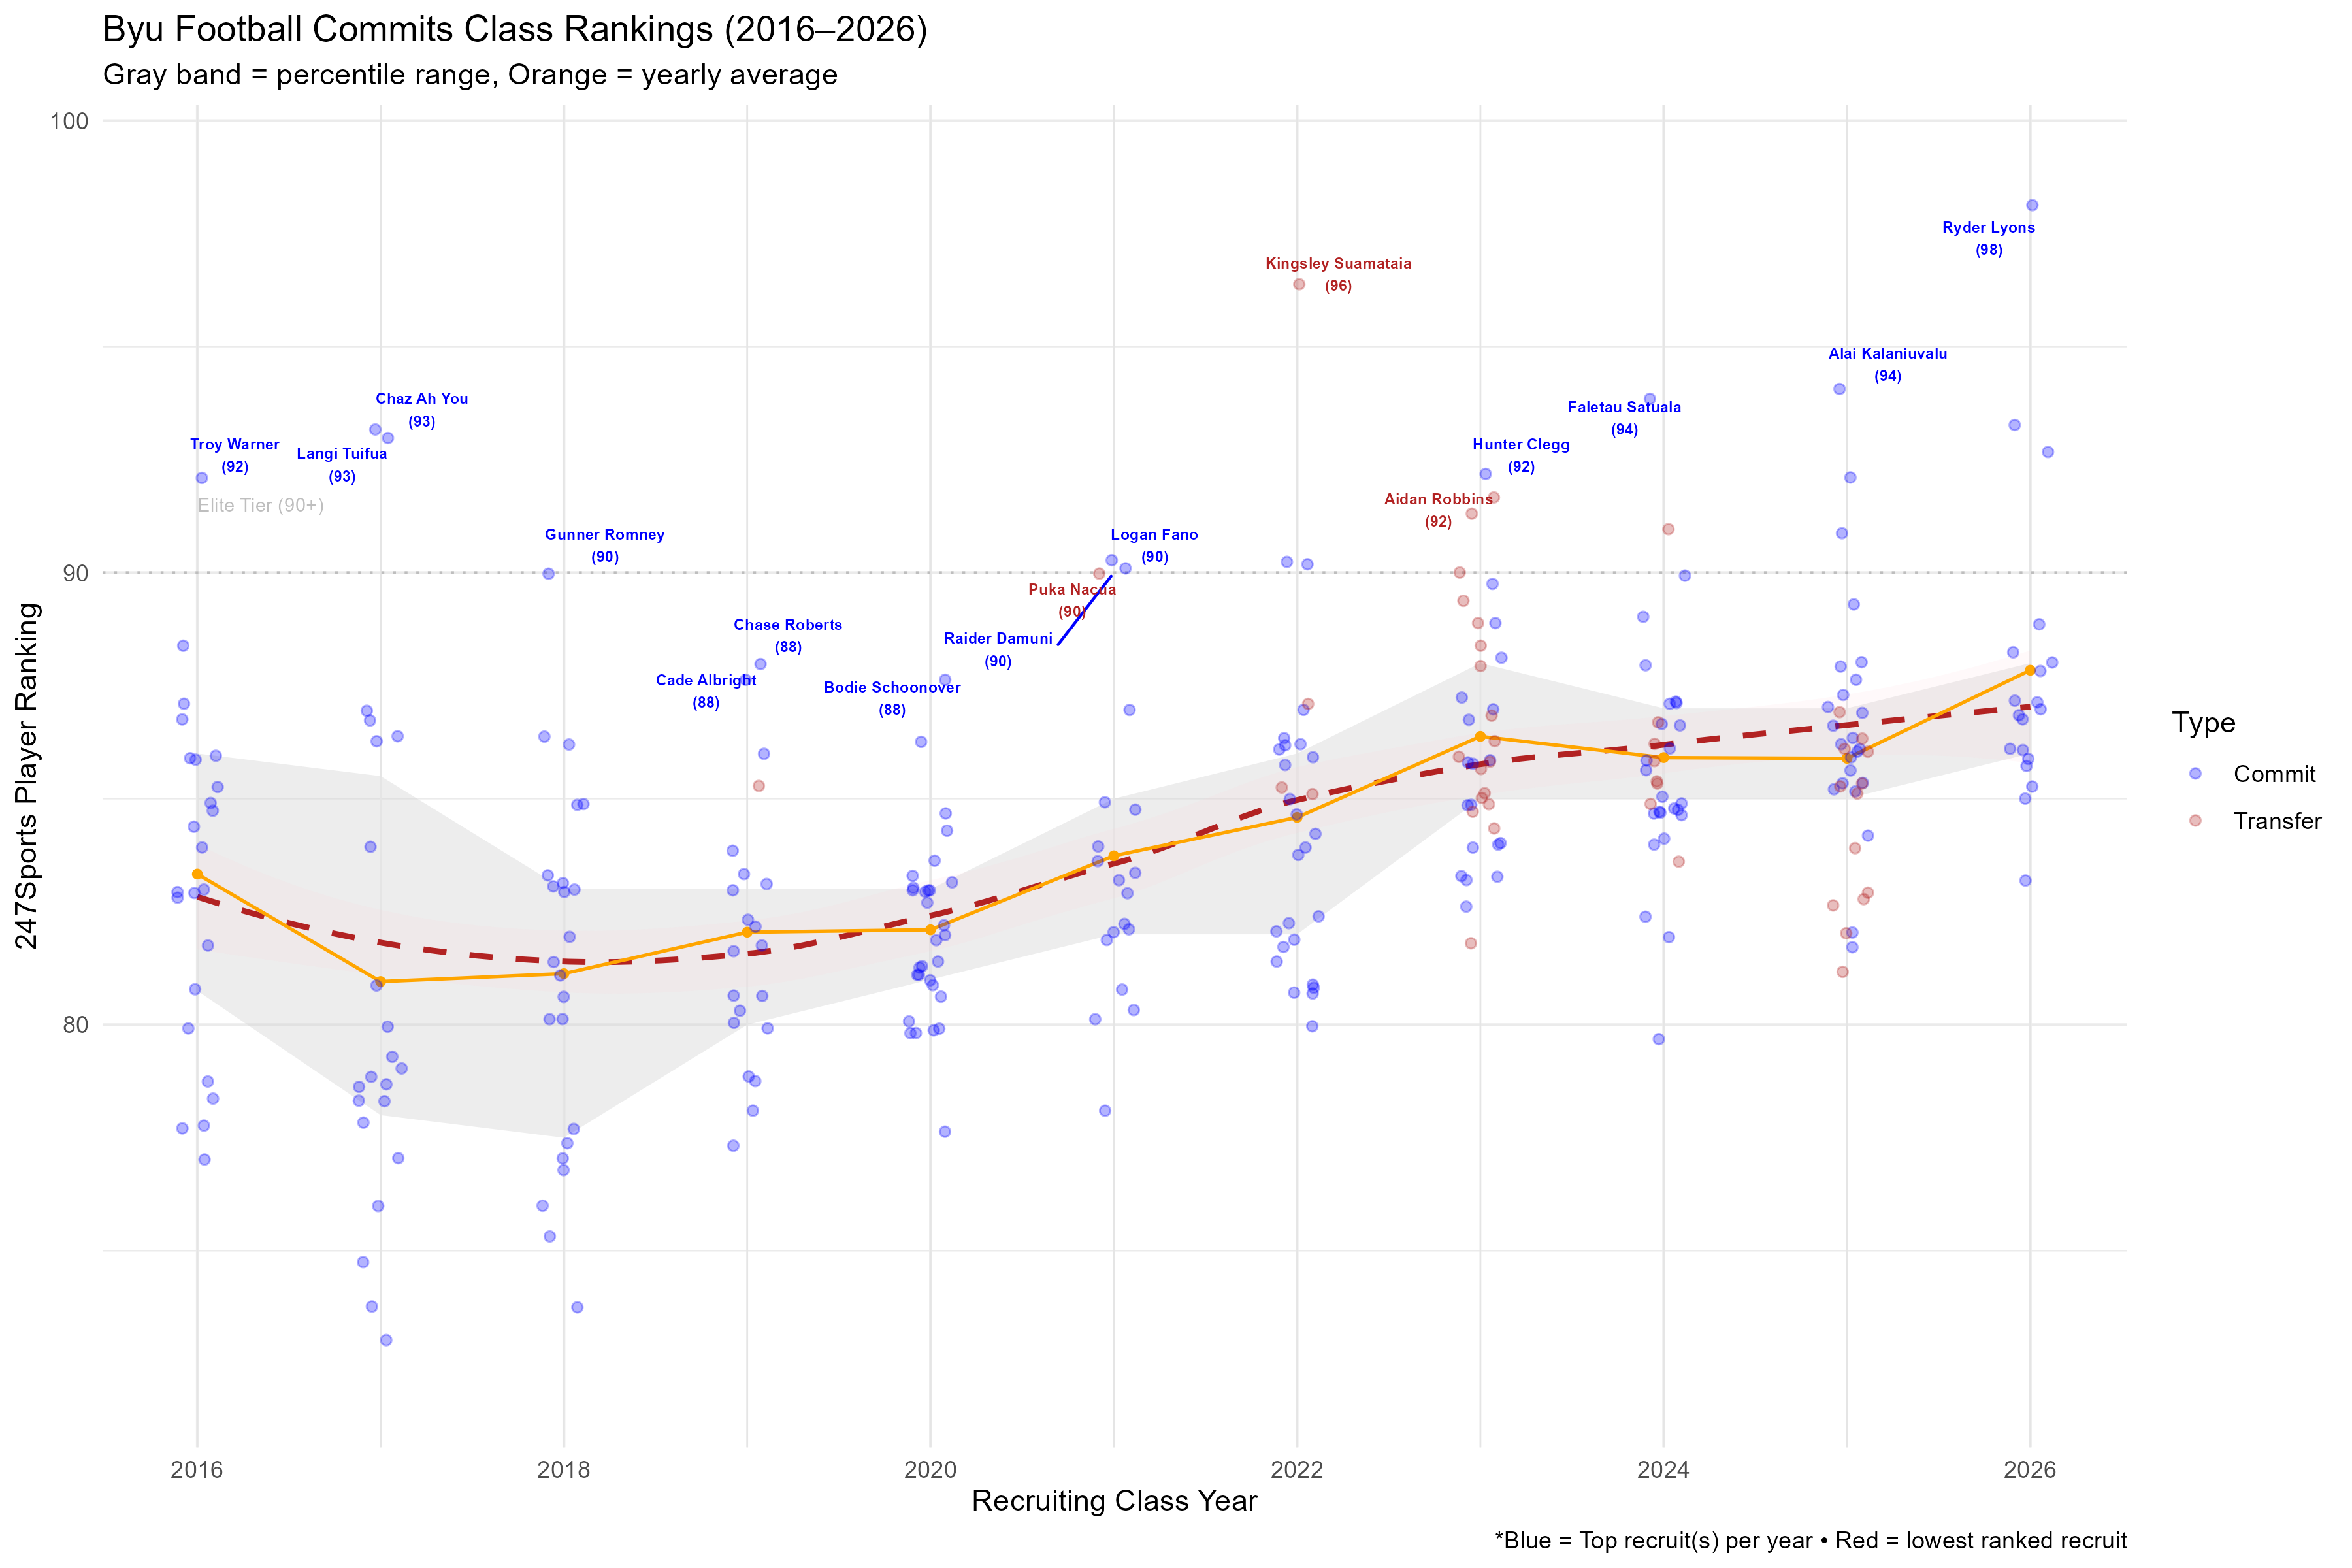 Byu Football Commits Class Rankings (2016–2026)
Gray band = percentile range, Orange = yearly average
100
90
80
247Sports Player Ranking
Ryder Lyons
(98)
Kingsley Suamataia
(96)
Alai Kalaniuvalu
(94)
Chaz Ah You
(93)
Faletau Satuala
(94)
Troy Warner
(92)
Langi Tuifua
(93)
Hunter Clegg
(92)
Elite Tier (90+)
Aidan Robbins
(92)
Gunner Romney
(90)
Logan Fano
(90)
Puka Nacua
(90)
Chase Roberts
(88)
Raider Damuni
(90)
Cade Albright
(88)
Bodie Schoonover
(88)
Type
Commit
Transfer
2016
2018
2020
2022
2024
2026
Recruiting Class Year
*Blue = Top recruit(s) per year • Red = lowest ranked recruit